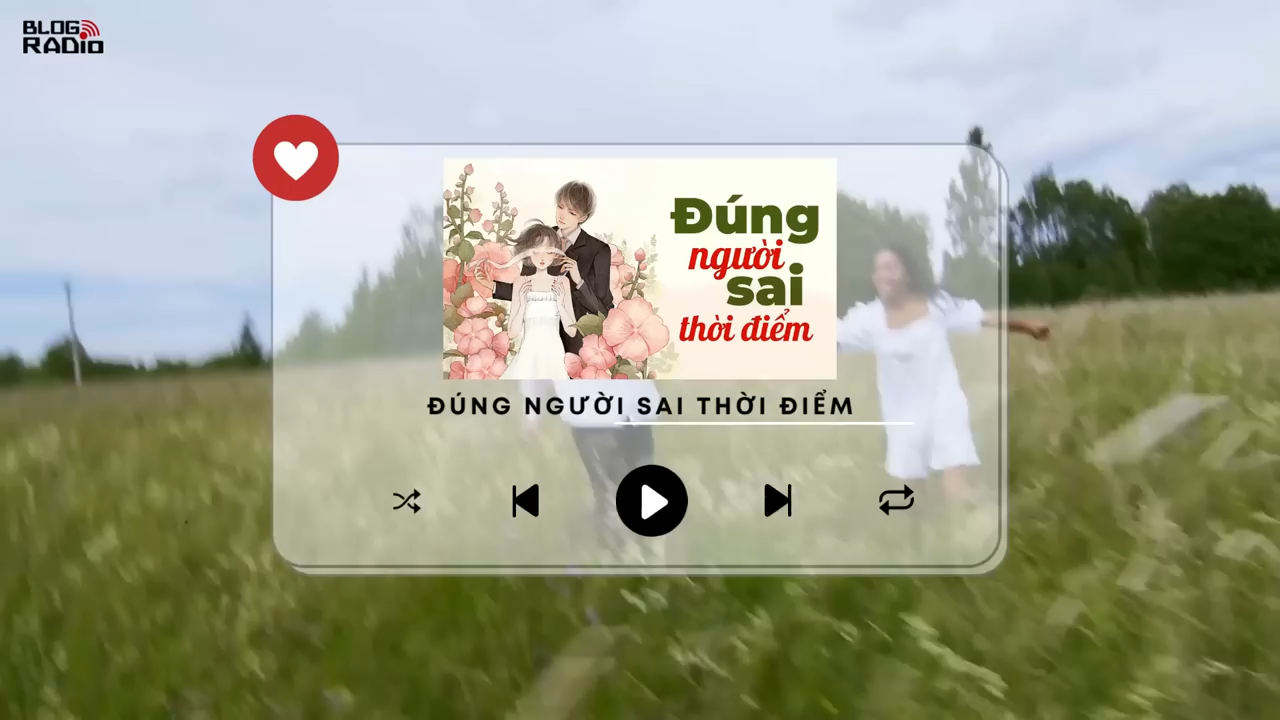 BLOG
RADIO
Đúng
người
sai
thời điểm
ĐÚNG NGƯỜI SAI THỜI ĐIỂM